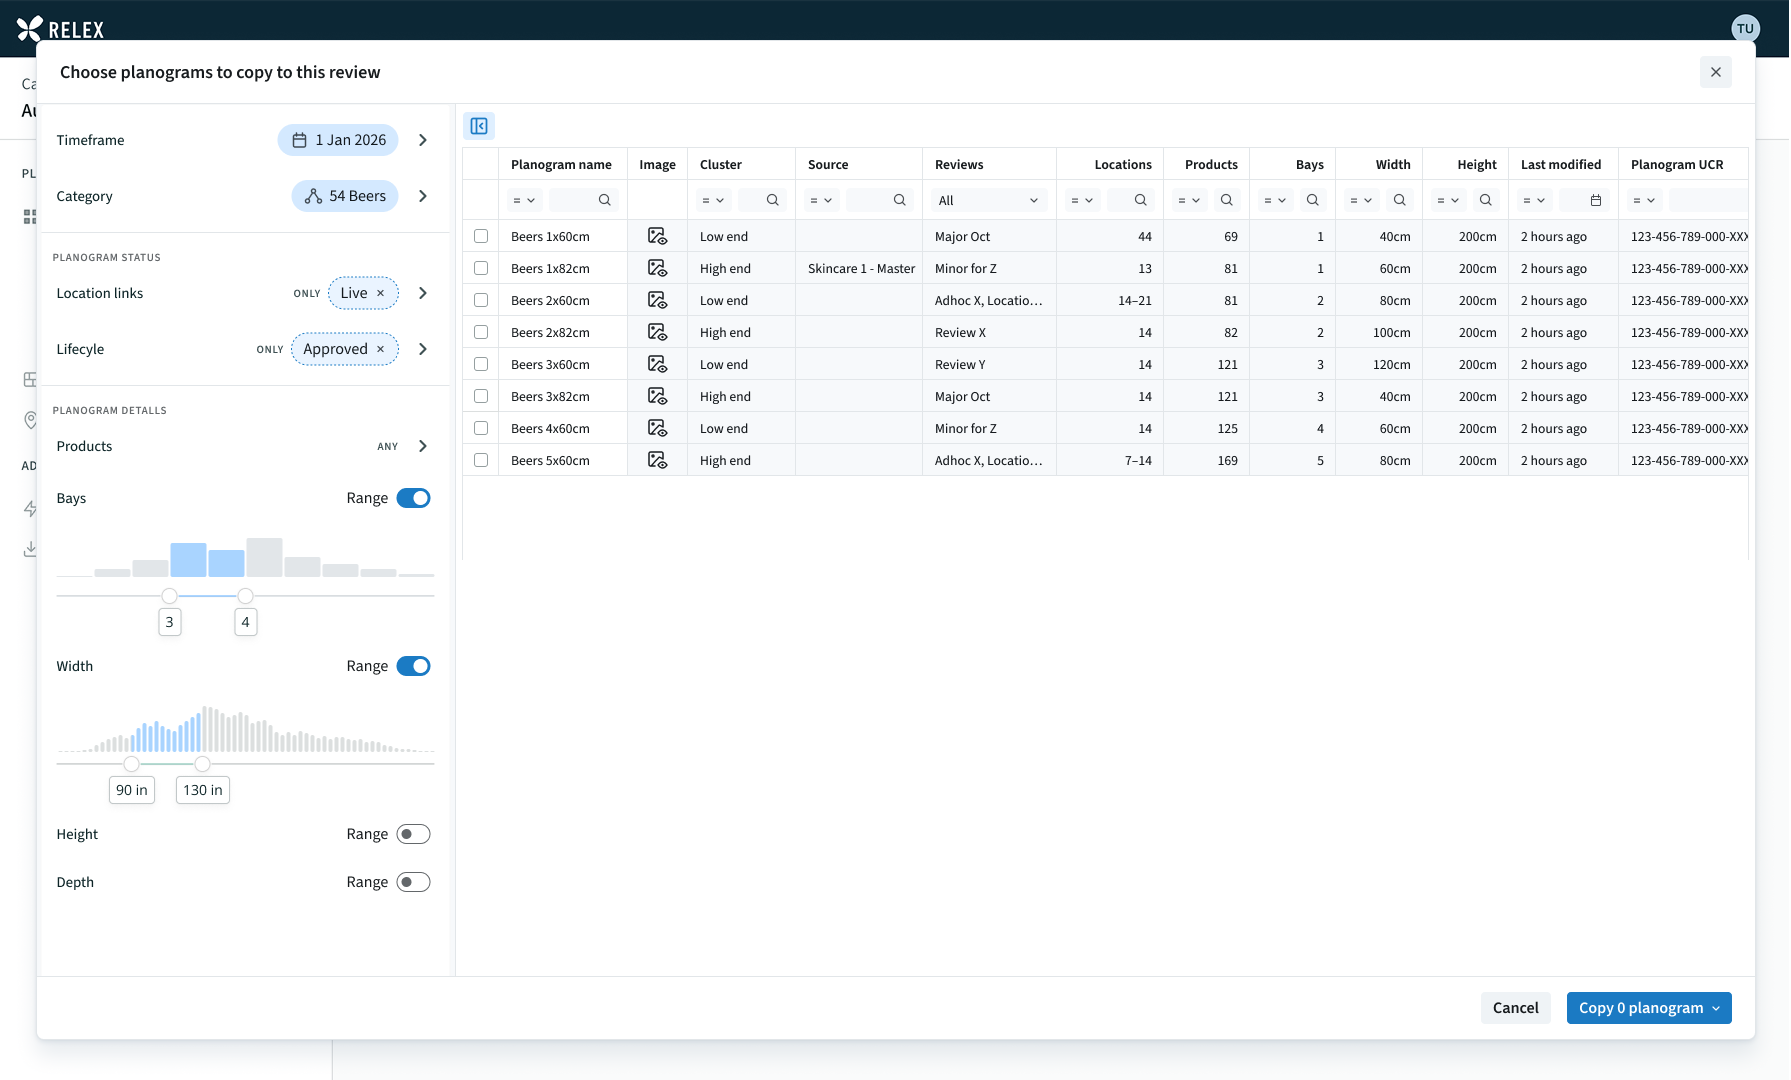 RELEX
TU
Choose planograms to copy to this review
Ca
Au
PL
AD
Timeframe
1 Jan 2026
Category
54 Beers
PLANOGRAM STATUS
Location links
ONLY
Live ×
Lifecyle
ONLY
Approved ×
PLANOGRAM DETALLS
Products
ANY
Bays
Range
3
4
Width
Range
90 in
130 in
Height
Range
Depth
Range
Planogram name Image Cluster Source Reviews Locations Products Bays Width Height Last modified Planogram UCR
= = = All = = = = = = =
Beers 1x60cm Low end Major Oct 44 69 1 40cm 200cm 2 hours ago 123-456-789-000-XXX
Beers 1x82cm High end Skincare 1 - Master Minor for Z 13 81 1 60cm 200cm 2 hours ago 123-456-789-000-XXX
Beers 2x60cm Low end Adhoc X, Locatio... 14–21 81 2 80cm 200cm 2 hours ago 123-456-789-000-XXX
Beers 2x82cm High end Review X 14 82 2 100cm 200cm 2 hours ago 123-456-789-000-XXX
Beers 3x60cm Low end Review Y 14 121 3 120cm 200cm 2 hours ago 123-456-789-000-XXX
Beers 3x82cm High end Major Oct 14 121 3 40cm 200cm 2 hours ago 123-456-789-000-XXX
Beers 4x60cm Low end Minor for Z 14 125 4 60cm 200cm 2 hours ago 123-456-789-000-XXX
Beers 5x60cm High end Adhoc X, Locatio... 7–14 169 5 80cm 200cm 2 hours ago 123-456-789-000-XXX
Cancel
Copy 0 planogram